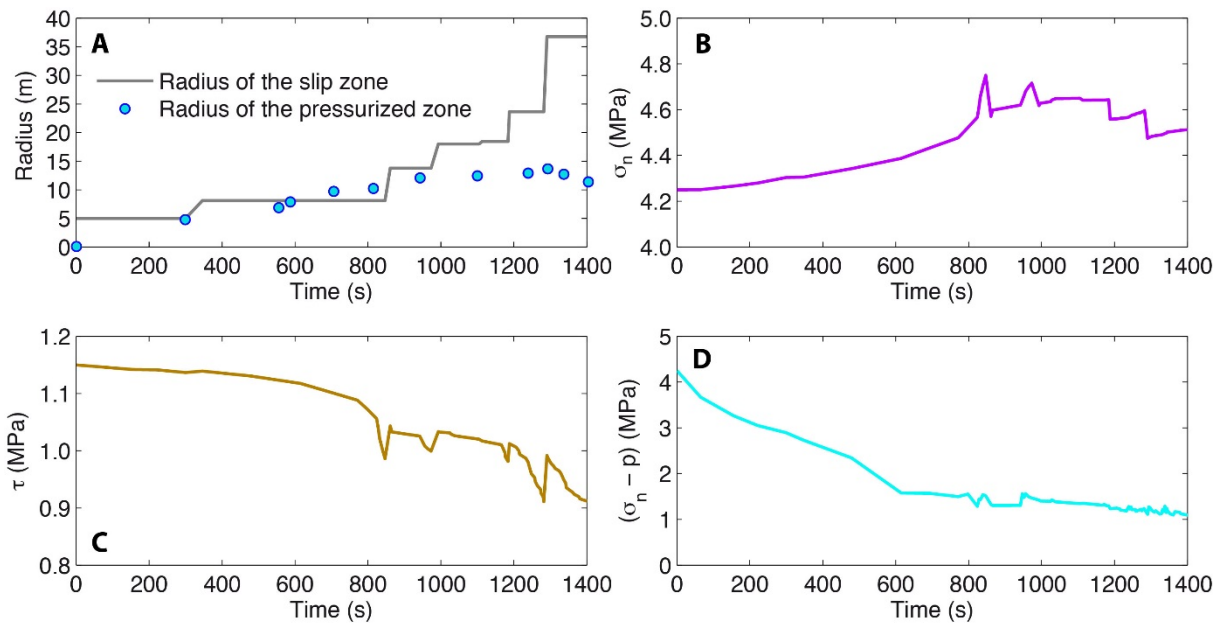 40
35
30
25
20
15
10
5
0
Radius (m)
A
Radius of the slip zone
Radius of the pressurized zone
0 200 400 600 800 1000 1200 1400
Time (s)
5.0
4.8
4.6
4.4
4.2
4.0
σn (MPa)
B
0 200 400 600 800 1000 1200 1400
Time (s)
1.2
1.1
1.0
0.9
0.8
τ (MPa)
C
0 200 400 600 800 1000 1200 1400
Time (s)
5
4
3
2
1
0
(σn − p) (MPa)
D
0 200 400 600 800 1000 1200 1400
Time (s)